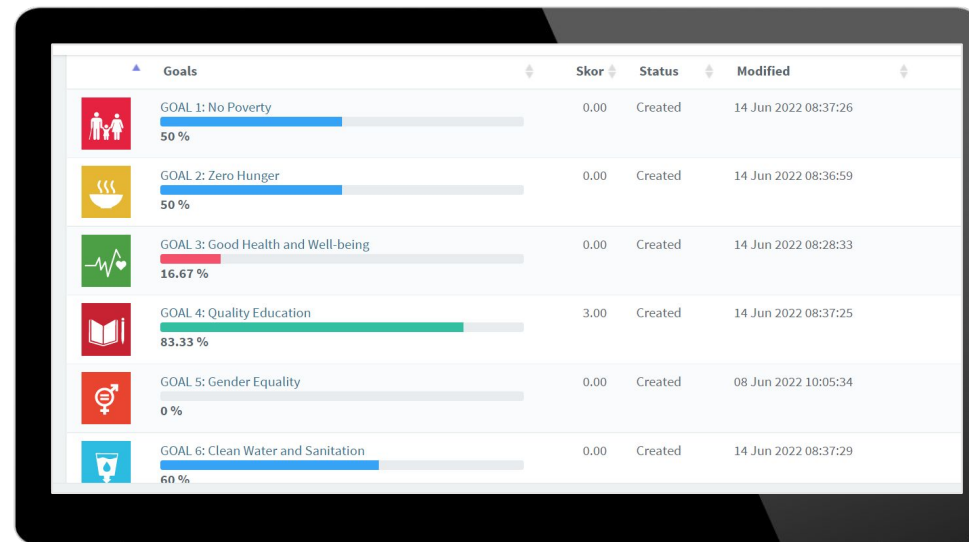 Goals Skor Status Modified
GOAL 1: No Poverty 0.00 Created 14 Jun 2022 08:37:26
50 %
GOAL 2: Zero Hunger 0.00 Created 14 Jun 2022 08:36:59
50 %
GOAL 3: Good Health and Well-being 0.00 Created 14 Jun 2022 08:28:33
16.67 %
GOAL 4: Quality Education 3.00 Created 14 Jun 2022 08:37:25
83.33 %
GOAL 5: Gender Equality 0.00 Created 08 Jun 2022 10:05:34
0 %
GOAL 6: Clean Water and Sanitation 0.00 Created 14 Jun 2022 08:37:29
60 %